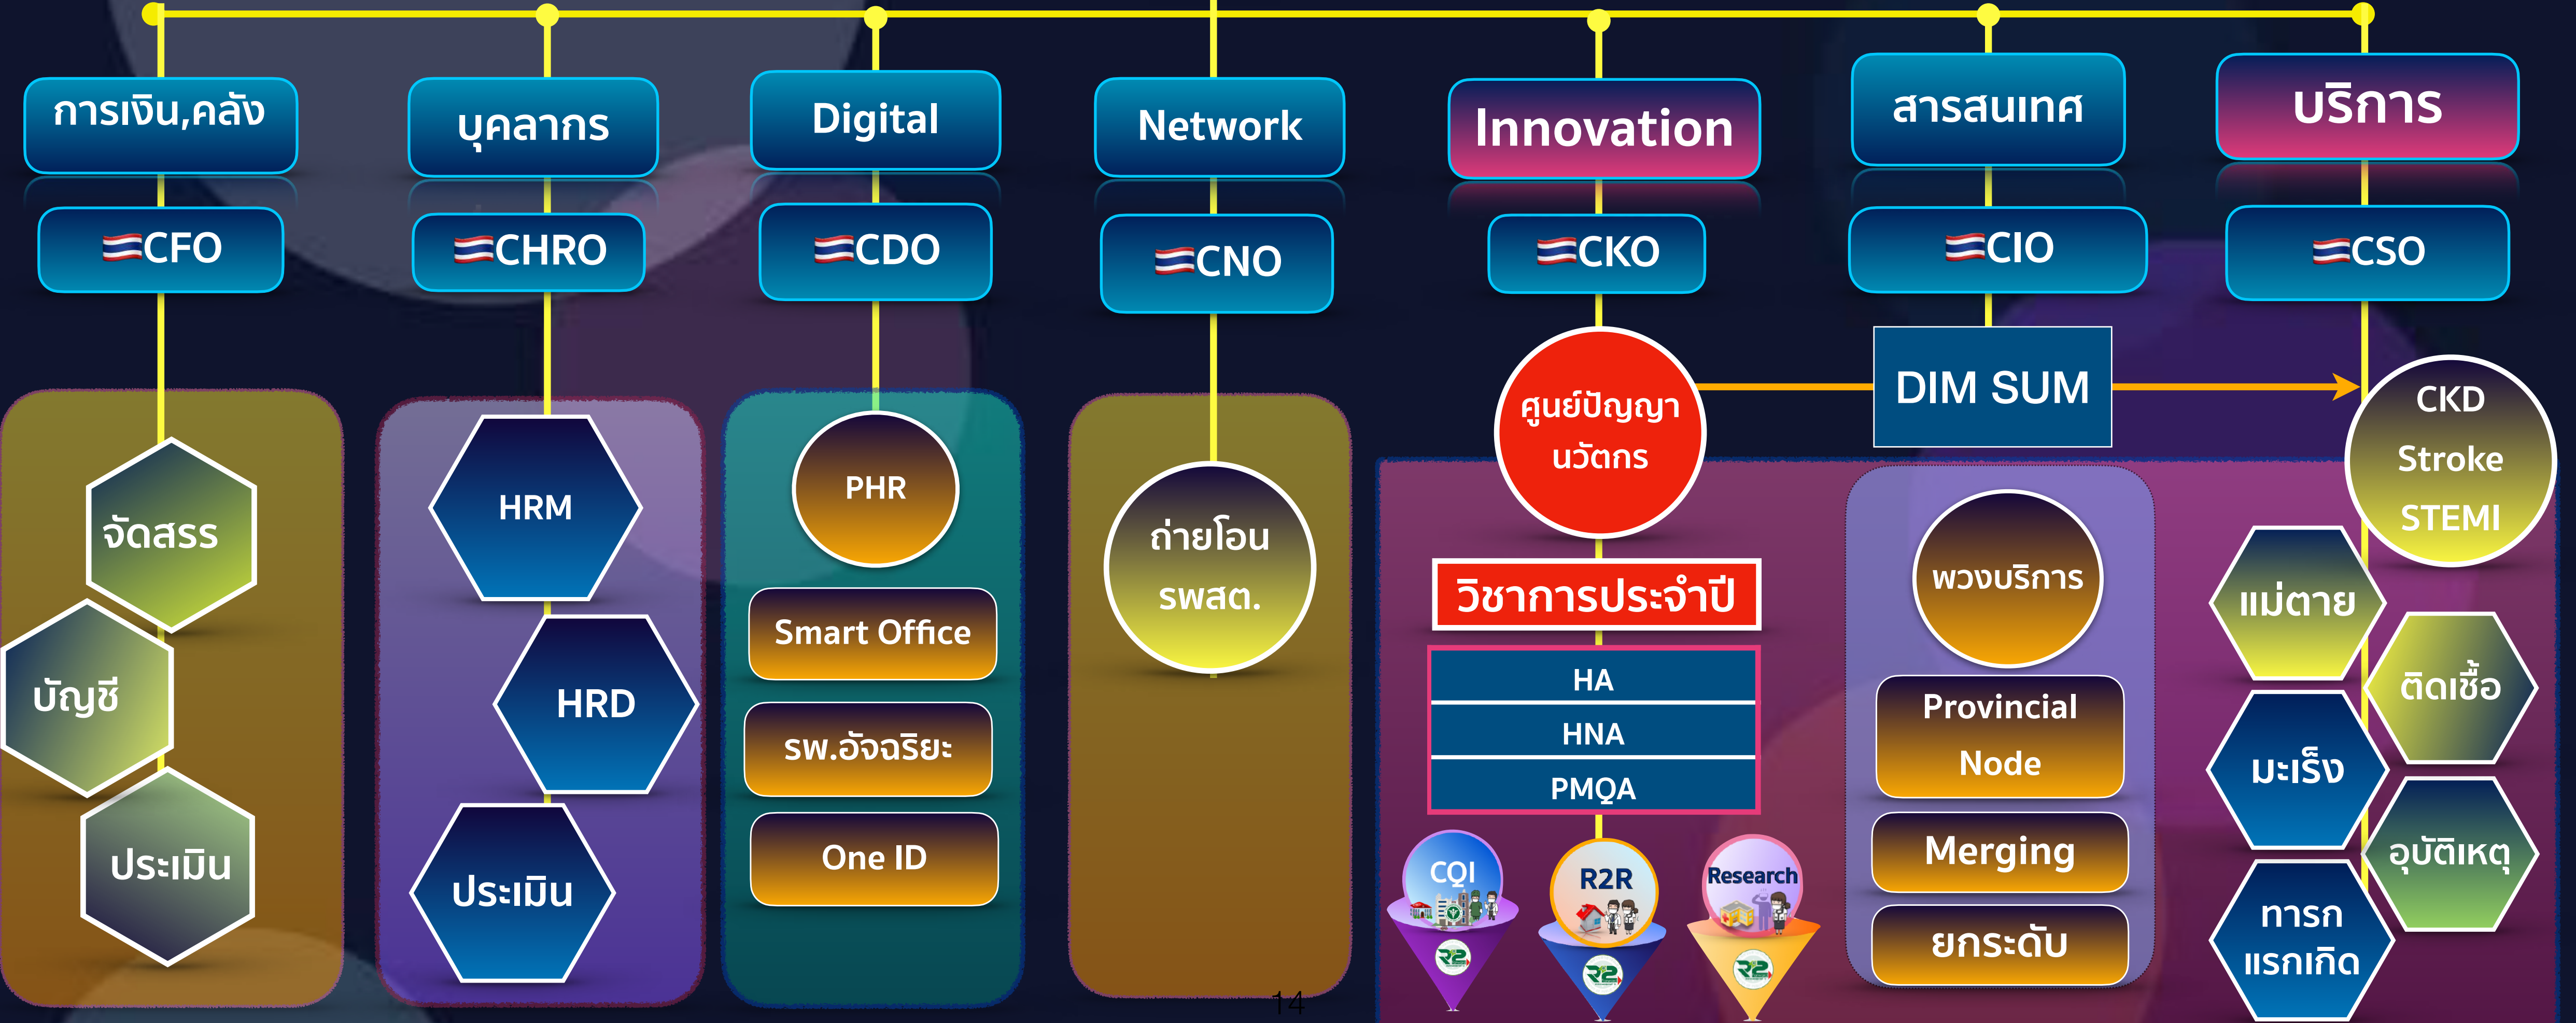 การเงิน,คลัง
บุคลากร
Digital
Network
Innovation
สารสนเทศ
บริการ
CFO
CHRO
CDO
CNO
CKO
CIO
CSO
จัดสรร
บัญชี
ประเมิน
HRM
HRD
ประเมิน
PHR
Smart Office
รพ.อัจฉริยะ
One ID
ถ่ายโอน
รพสต.
ศูนย์ปัญญา
นวัตกร
วิชาการประจำปี
HA
HNA
PMQA
CQI
R2R
Research
R2
R2
R2
DIM SUM
พวงบริการ
Provincial
Node
Merging
ยกระดับ
CKD
Stroke
STEMI
แม่ตาย
ติดเชื้อ
มะเร็ง
อุบัติเหตุ
ทารก
แรกเกิด
14